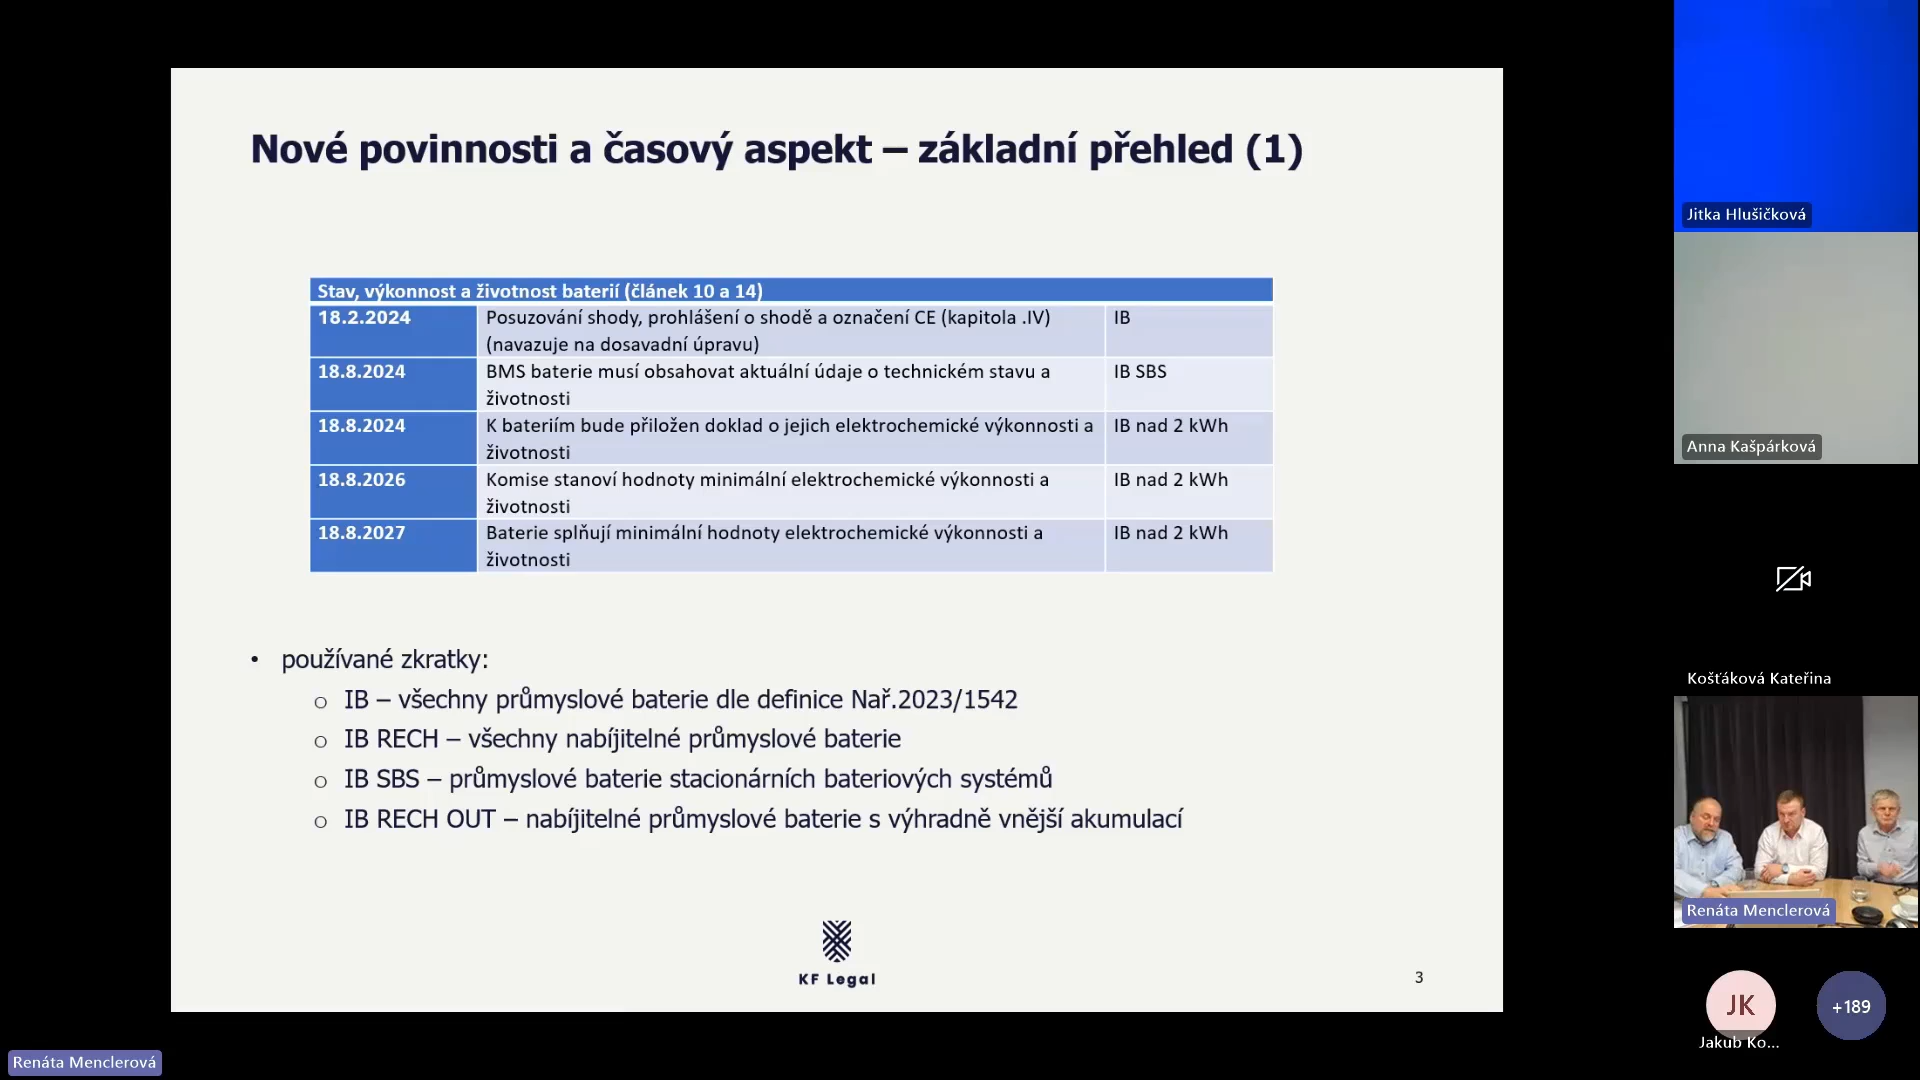 Nové povinnosti a časový aspekt – základní přehled (1)
Stav, výkonnost a životnost baterií (článek 10 a 14)
18.2.2024
Posuzování shody, prohlášení o shodě a označení CE (kapitola .IV)
(navazuje na dosavadní úpravu)
IB
18.8.2024
BMS baterie musí obsahovat aktuální údaje o technickém stavu a
životnosti
IB SBS
18.8.2024
K bateriím bude přiložen doklad o jejich elektrochemické výkonnosti a
životnosti
IB nad 2 kWh
18.8.2026
Komise stanoví hodnoty minimální elektrochemické výkonnosti a
životnosti
IB nad 2 kWh
18.8.2027
Baterie splňují minimální hodnoty elektrochemické výkonnosti a
životnosti
IB nad 2 kWh
• používané zkratky:
o IB – všechny průmyslové baterie dle definice Nař.2023/1542
o IB RECH – všechny nabíjitelné průmyslové baterie
o IB SBS – průmyslové baterie stacionárních bateriových systémů
o IB RECH OUT – nabíjitelné průmyslové baterie s výhradně vnější akumulací
KF Legal
3
Jitka Hlušičková
Anna Kašpárková
Košťáková Kateřina
Renáta Menclerová
JK
Jakub Ko...
+189
Renáta Menclerová